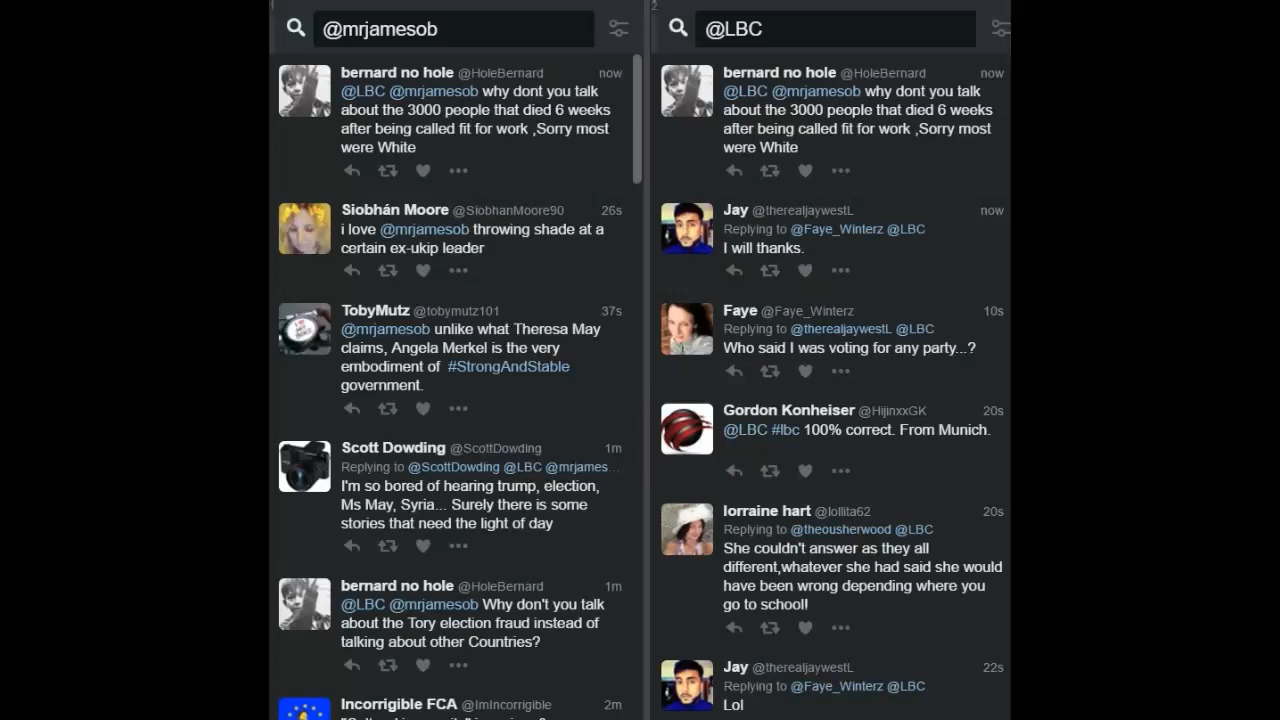 1
@mrjamesob
bernard no hole @HoleBernard now
@LBC @mrjamesob why dont you talk
about the 3000 people that died 6 weeks
after being called fit for work ,Sorry most
were White
Siobhán Moore @SiobhanMoore90 26s
i love @mrjamesob throwing shade at a
certain ex-ukip leader
TobyMutz @tobymutz101 37s
@mrjamesob unlike what Theresa May
claims, Angela Merkel is the very
embodiment of #StrongAndStable
government.
Scott Dowding @ScottDowding 1m
Replying to @ScottDowding @LBC @mrjames...
I'm so bored of hearing trump, election,
Ms May, Syria... Surely there is some
stories that need the light of day
bernard no hole @HoleBernard 1m
@LBC @mrjamesob Why don't you talk
about the Tory election fraud instead of
talking about other Countries?
Incorrigible FCA @ImIncorrigible 2m
2
@LBC
bernard no hole @HoleBernard now
@LBC @mrjamesob why dont you talk
about the 3000 people that died 6 weeks
after being called fit for work ,Sorry most
were White
Jay @therealjaywestL now
Replying to @Faye_Winterz @LBC
I will thanks.
Faye @Faye_Winterz 10s
Replying to @therealjaywestL @LBC
Who said I was voting for any party...?
Gordon Konheiser @HijinxxGK 20s
@LBC #lbc 100% correct. From Munich.
lorraine hart @lollita62 20s
Replying to @theousherwood @LBC
She couldn't answer as they all
different,whatever she had said she would
have been wrong depending where you
go to school!
Jay @therealjaywestL 22s
Replying to @Faye_Winterz @LBC
Lol